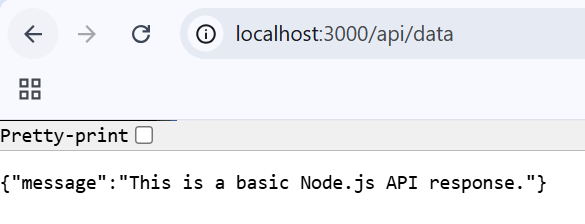 localhost:3000/api/data
Pretty-print
{"message":"This is a basic Node.js API response."}